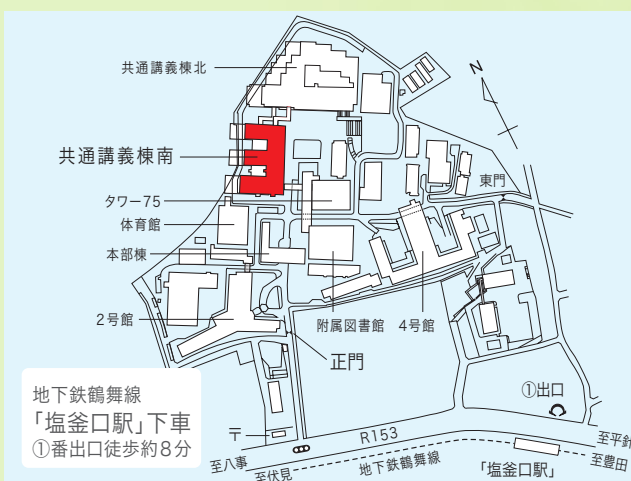 共通講義棟北
N
共通講義棟南
東門
タワー75
体育館
本部棟
2号館
附属図書館
4号館
正門
①出口
地下鉄鶴舞線
「塩釜口駅」下車
①番出口徒歩約8分
〒
R153
至八事
至伏見
地下鉄鶴舞線
「塩釜口駅」
至平針
至豊田